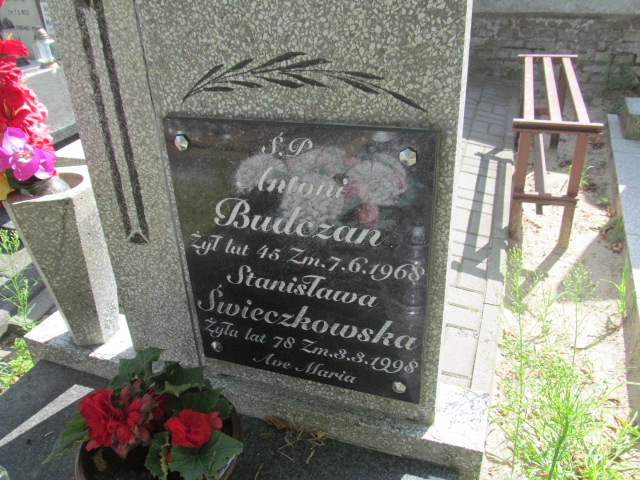 Ś.P.
Antoni
Budczan
Żył lat 45 Zm.7.6.1968
Stanisława
Świeczkowska
Żyła lat 78 Zm.3.3.1998
Ave Maria